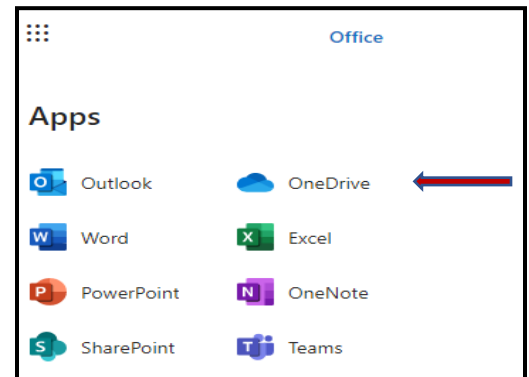 Office
Apps
Outlook OneDrive
Word Excel
PowerPoint OneNote
SharePoint Teams